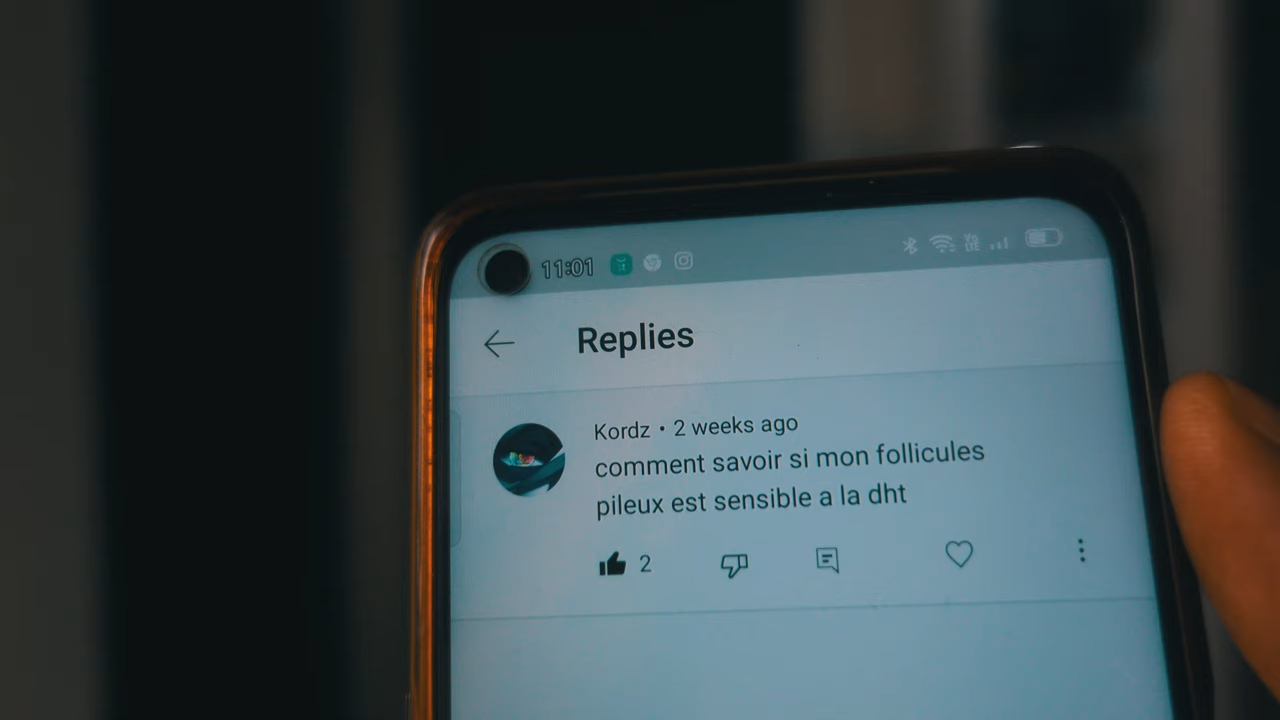 11:01
Replies
Kordz • 2 weeks ago
comment savoir si mon follicules
pileux est sensible a la dht
2